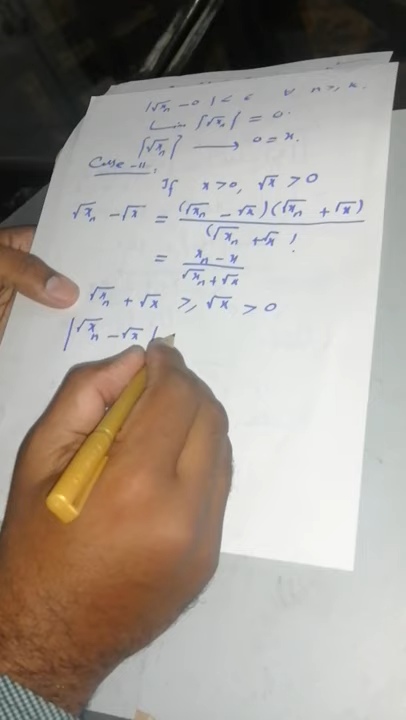 |√xₙ - 0| < ε ∀ n ≥ k.
Lim {√xₙ} = 0.
{√xₙ} ⟶ 0 = x.
Case-II.
If x > 0, √x > 0
√xₙ - √x = (√xₙ - √x)(√xₙ + √x) / (√xₙ + √x)
= xₙ - x / √xₙ + √x
√xₙ + √x ≥, √x > 0
|√xₙ - √x|